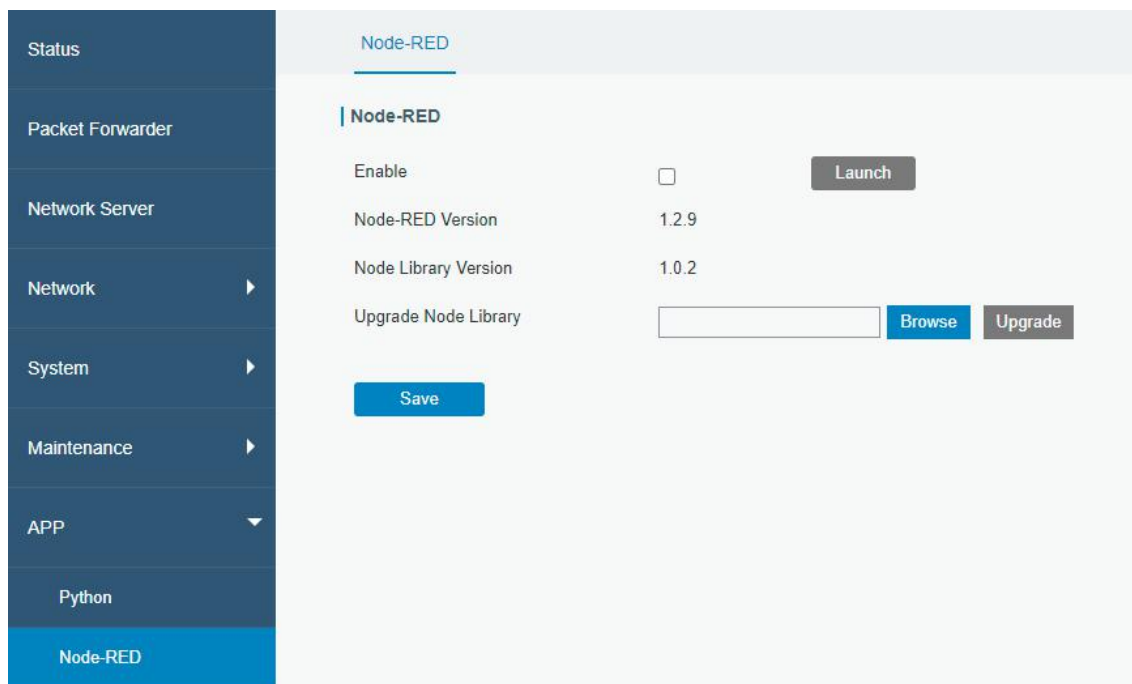 Status
Packet Forwarder
Network Server
Network
System
Maintenance
APP
Python
Node-RED
Node-RED
Node-RED
Enable
Launch
Node-RED Version
1.2.9
Node Library Version
1.0.2
Upgrade Node Library
Browse
Upgrade
Save